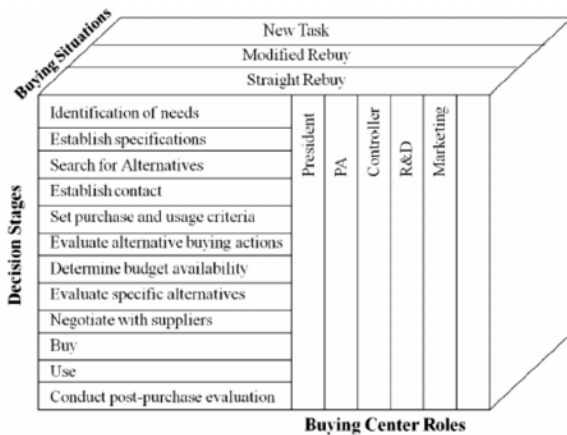 Buying Situations
New Task
Modified Rebuy
Straight Rebuy
Decision Stages
Identification of needs
Establish specifications
Search for Alternatives
Establish contact
Set purchase and usage criteria
Evaluate alternative buying actions
Determine budget availability
Evaluate specific alternatives
Negotiate with suppliers
Buy
Use
Conduct post-purchase evaluation
President
PA
Controller
R&D
Marketing
Buying Center Roles